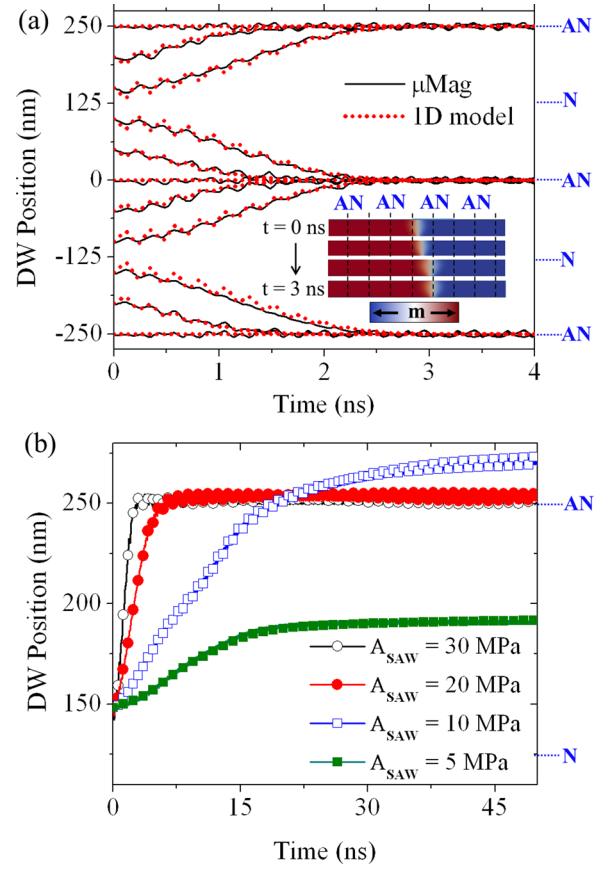 (a)
250
125
0
-125
-250
DW Position (nm)
AN
N
AN
N
AN
μMag
1D model
AN AN AN AN
t = 0 ns
t = 3 ns
m
0 1 2 3 4
Time (ns)
(b)
250
200
150
DW Position (nm)
AN
N
A_SAW = 30 MPa
A_SAW = 20 MPa
A_SAW = 10 MPa
A_SAW = 5 MPa
0 15 30 45
Time (ns)